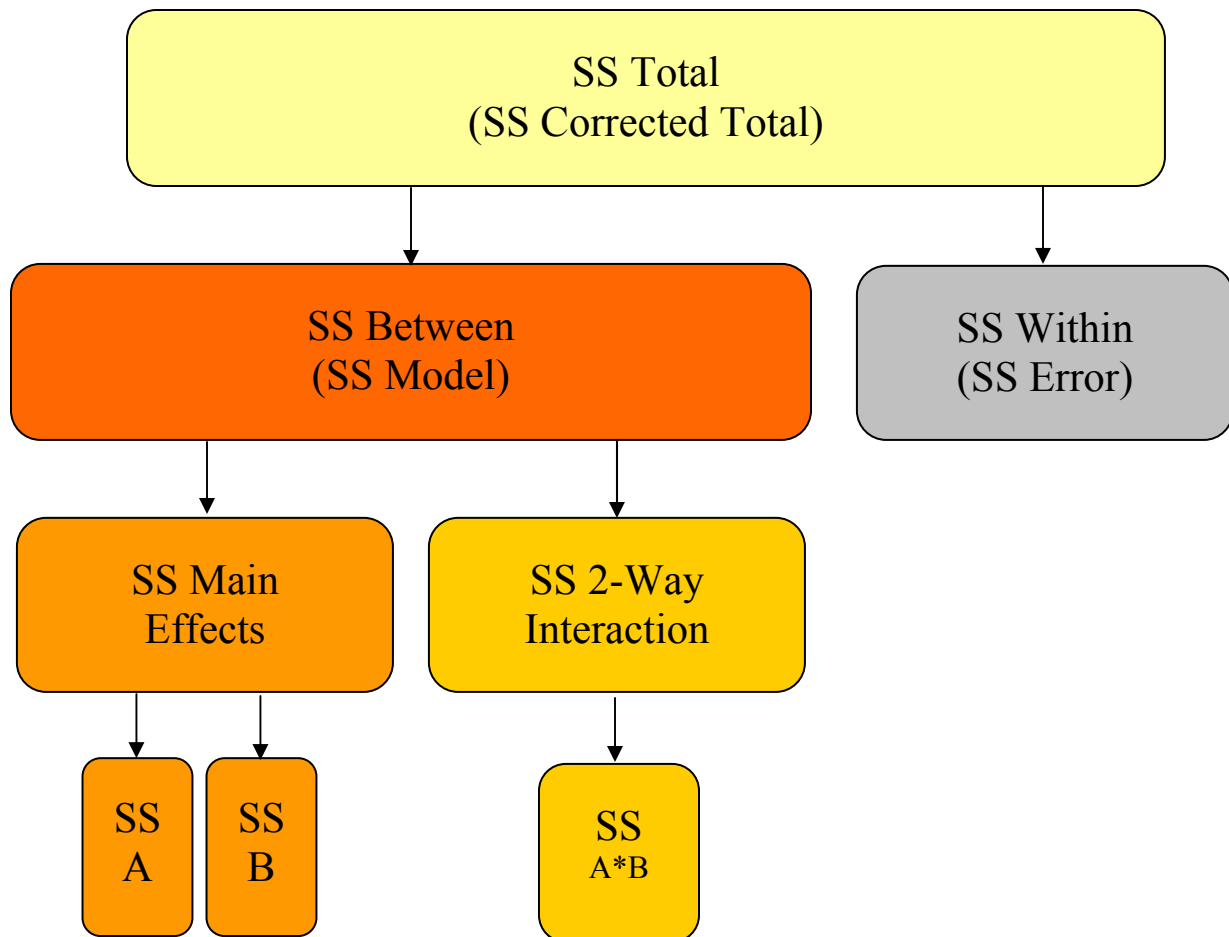 SS Total
(SS Corrected Total)
SS Between
(SS Model)
SS Within
(SS Error)
SS Main
Effects
SS 2-Way
Interaction
SS
A
SS
B
SS
A*B